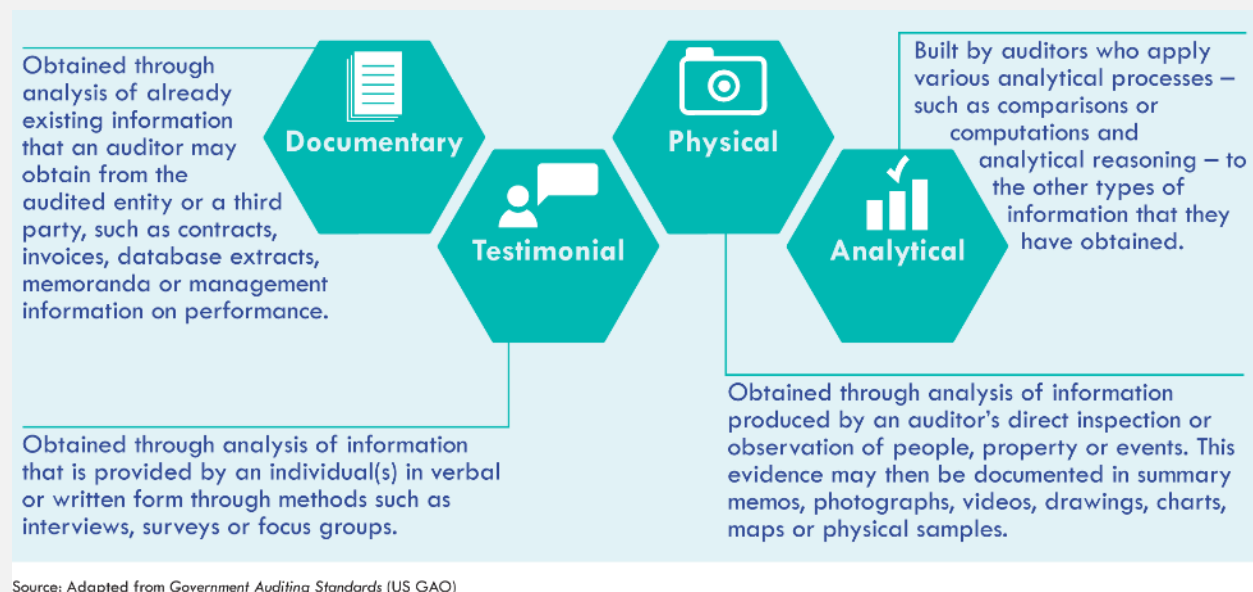 Obtained through
analysis of already
existing information
that an auditor may
obtain from the
audited entity or a third
party, such as contracts,
invoices, database extracts,
memoranda or management
information on performance.
Documentary
Testimonial
Obtained through analysis of information
that is provided by an individual(s) in verbal
or written form through methods such as
interviews, surveys or focus groups.
Physical
Obtained through analysis of information
produced by an auditor’s direct inspection or
observation of people, property or events. This
evidence may then be documented in summary
memos, photographs, videos, drawings, charts,
maps or physical samples.
Analytical
Built by auditors who apply
various analytical processes –
such as comparisons or
computations and
analytical reasoning – to
the other types of
information that they
have obtained.
Source: Adapted from Government Auditing Standards (US GAO)